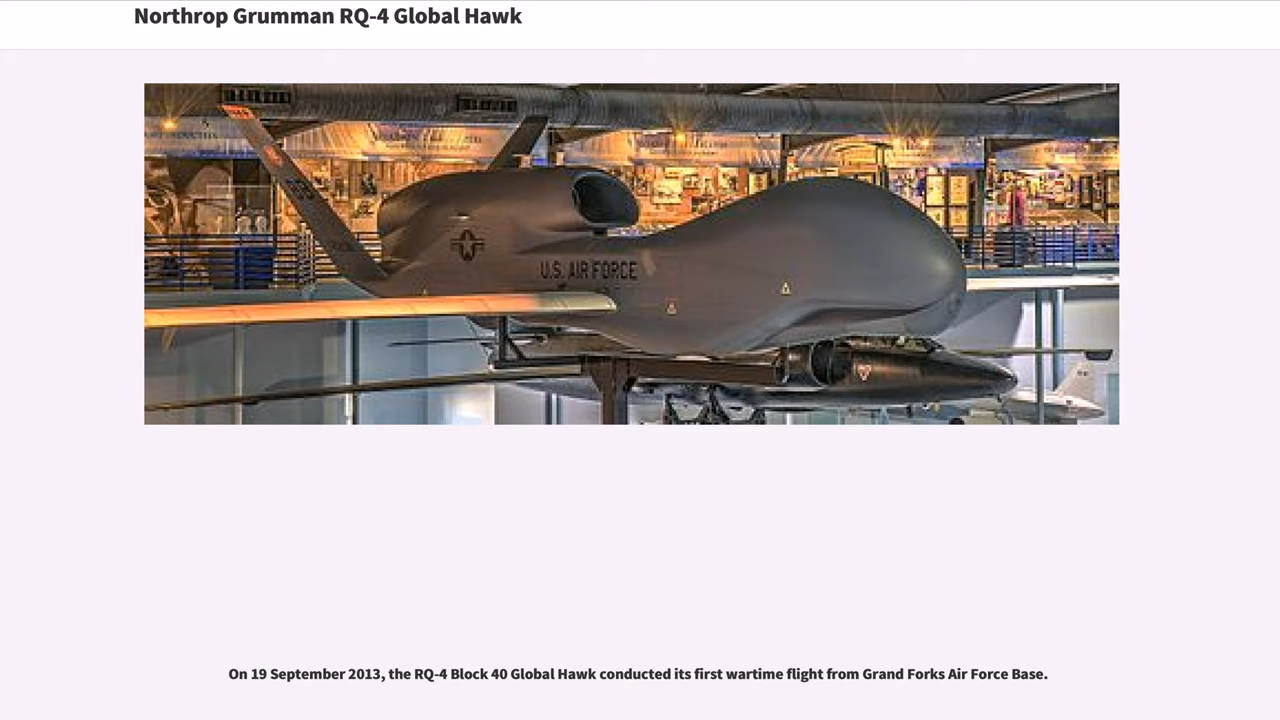 Northrop Grumman RQ-4 Global Hawk
U.S. AIR FORCE
On 19 September 2013, the RQ-4 Block 40 Global Hawk conducted its first wartime flight from Grand Forks Air Force Base.